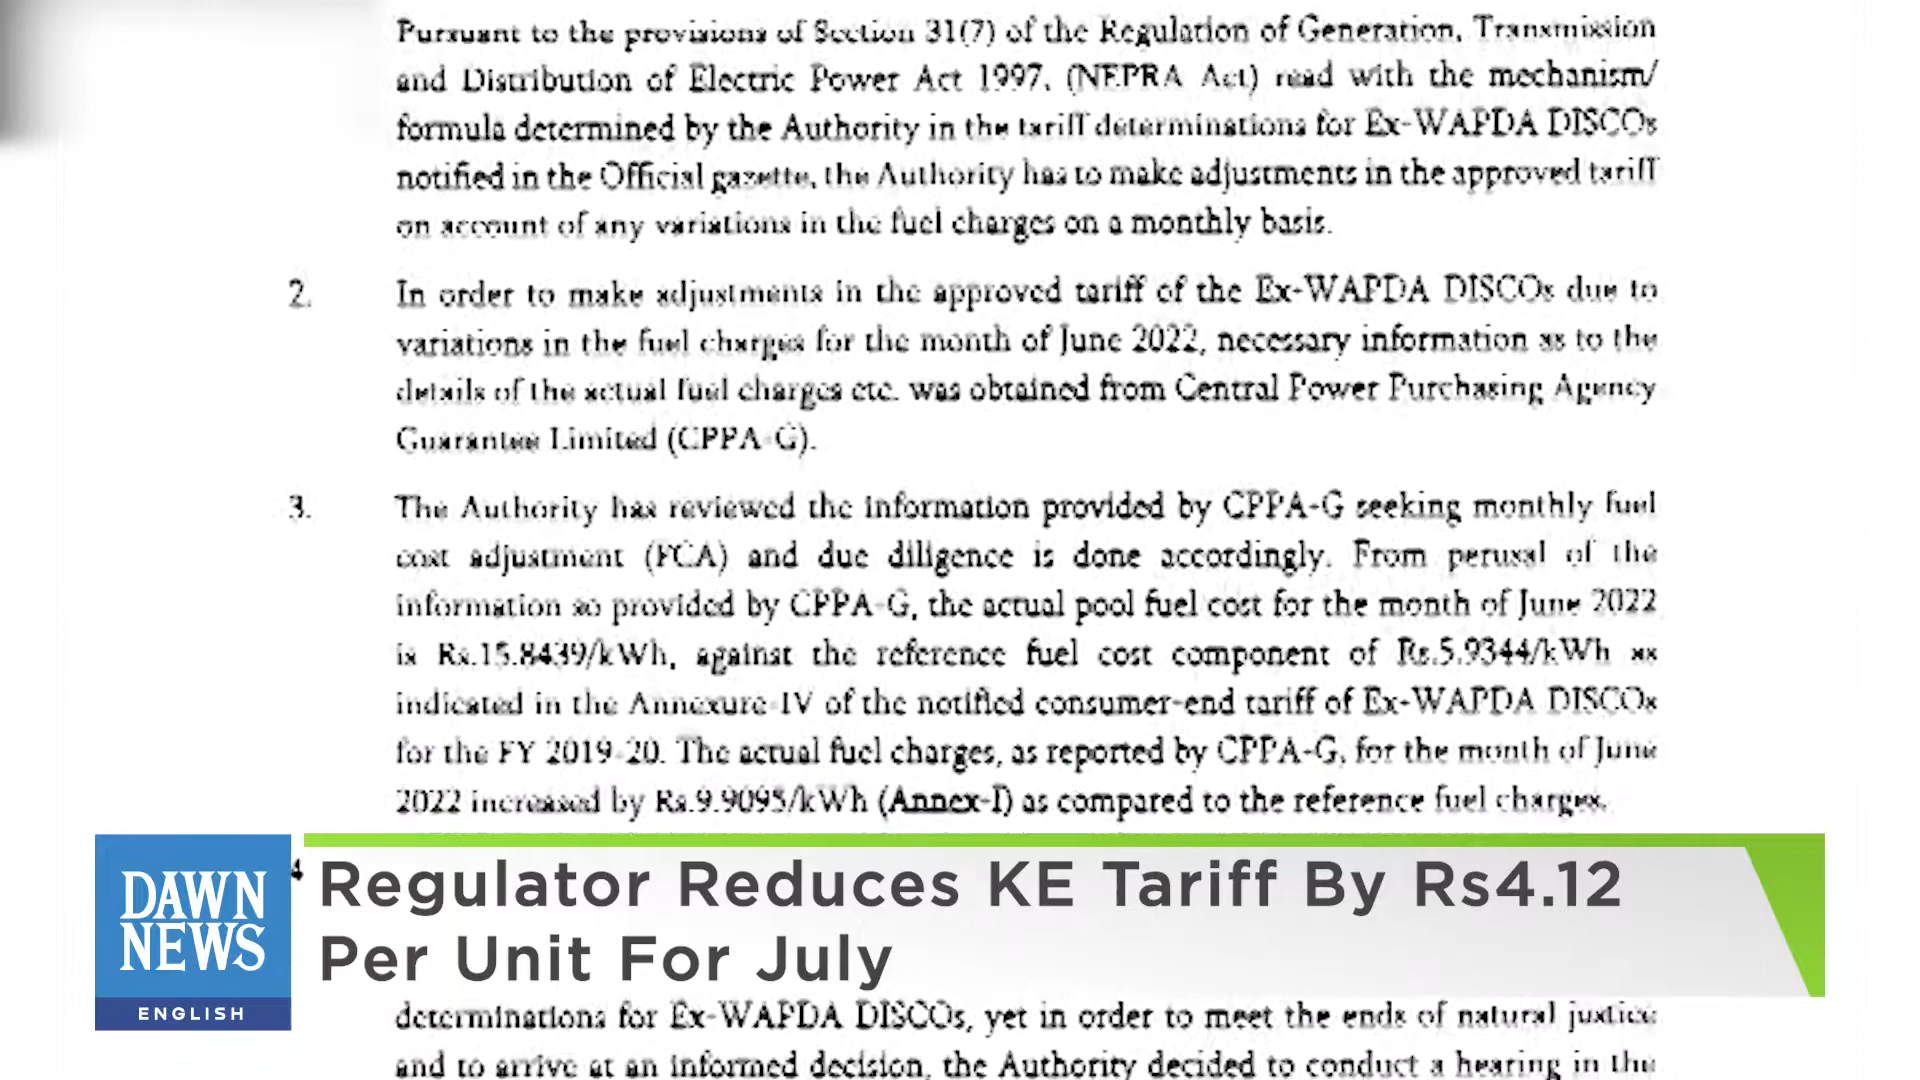 Pursuant to the provisions of Section 31(7) of the Regulation of Generation, Transmission
and Distribution of Electric Power Act 1997, (NEPRA Act) read with the mechanism/
formula determined by the Authority in the tariff determinations for Ex-WAPDA DISCOs
notified in the Official gazette, the Authority has to make adjustments in the approved tariff
on account of any variations in the fuel charges on a monthly basis.
2. In order to make adjustments in the approved tariff of the Ex-WAPDA DISCOs due to
variations in the fuel charges for the month of June 2022, necessary information as to the
details of the actual fuel charges etc. was obtained from Central Power Purchasing Agency
Guarantee Limited (CPPA-G).
3. The Authority has reviewed the information provided by CPPA-G seeking monthly fuel
cost adjustment (FCA) and due diligence is done accordingly. From perusal of the
information so provided by CPPA-G, the actual pool fuel cost for the month of June 2022
is Rs.15.8439/kWh, against the reference fuel cost component of Rs.5.9344/kWh as
indicated in the Annexure-IV of the notified consumer-end tariff of Ex-WAPDA DISCOs
for the FY 2019-20. The actual fuel charges, as reported by CPPA-G, for the month of June
2022 increased by Rs.9.9095/kWh (Annex-I) as compared to the reference fuel charges.
4
DAWN
NEWS
ENGLISH
Regulator Reduces KE Tariff By Rs4.12
Per Unit For July
determinations for Ex-WAPDA DISCOs, yet in order to meet the ends of natural justice
and to arrive at an informed decision, the Authority decided to conduct a hearing in the